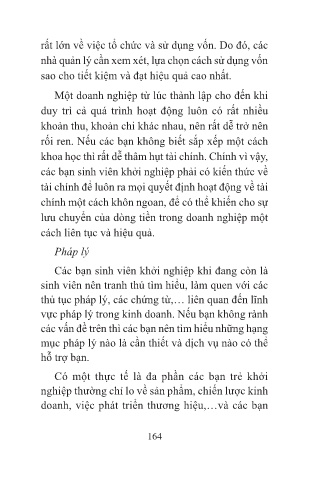 rất lớn về việc tổ chức và sử dụng vốn. Do đó, các
nhà quản lý cần xem xét, lựa chọn cách sử dụng vốn
sao cho tiết kiệm và đạt hiệu quả cao nhất.
Một doanh nghiệp từ lúc thành lập cho đến khi
duy trì cả quá trình hoạt động luôn có rất nhiều
khoản thu, khoản chi khác nhau, nên rất dễ trở nên
rối ren. Nếu các bạn không biết sắp xếp một cách
khoa học thì rất dễ thâm hụt tài chính. Chính vì vậy,
các bạn sinh viên khởi nghiệp phải có kiến thức về
tài chính để luôn ra mọi quyết định hoạt động về tài
chính một cách khôn ngoan, để có thể khiến cho sự
lưu chuyển của dòng tiền trong doanh nghiệp một
cách liên tục và hiệu quả.
Pháp lý
Các bạn sinh viên khởi nghiệp khi đang còn là
sinh viên nên tranh thủ tìm hiểu, làm quen với các
thủ tục pháp lý, các chứng từ,… liên quan đến lĩnh
vực pháp lý trong kinh doanh. Nếu bạn không rành
các vấn đề trên thì các bạn nên tìm hiểu những hạng
mục pháp lý nào là cần thiết và dịch vụ nào có thể
hỗ trợ bạn.
Có một thực tế là đa phần các bạn trẻ khởi
nghiệp thường chỉ lo về sản phẩm, chiến lược kinh
doanh, việc phát triển thương hiệu,…và các bạn
164